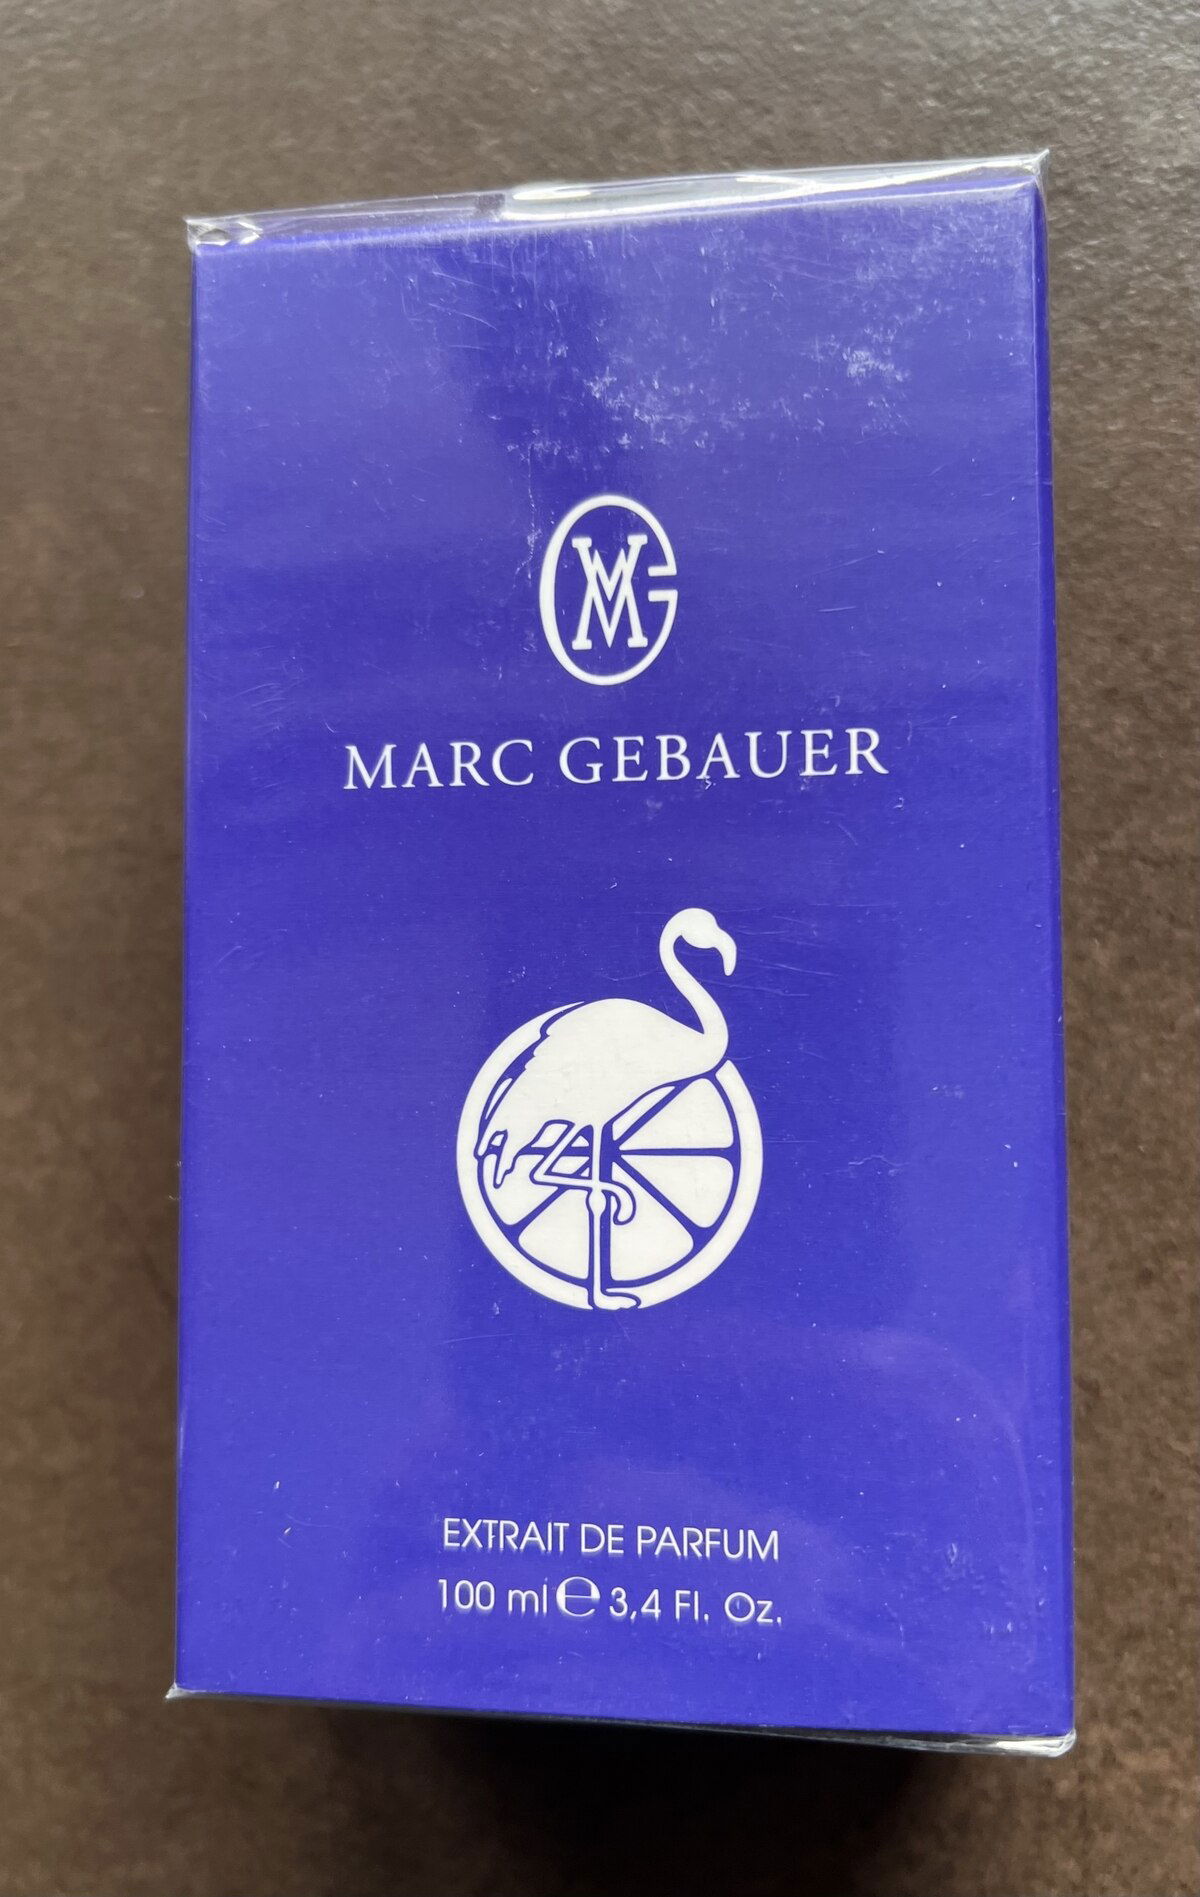 MG
MARC GEBAUER
EXTRAIT DE PARFUM
100 ml ℮ 3,4 Fl. Oz.